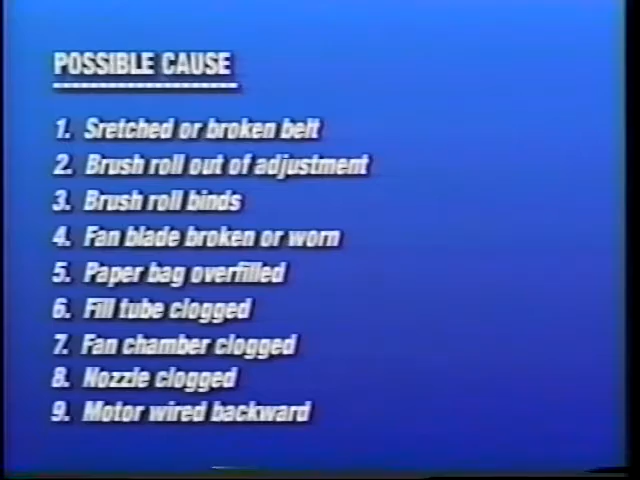 POSSIBLE CAUSE
1. Sretched or broken belt
2. Brush roll out of adjustment
3. Brush roll binds
4. Fan blade broken or worn
5. Paper bag overfilled
6. Fill tube clogged
7. Fan chamber clogged
8. Nozzle clogged
9. Motor wired backward